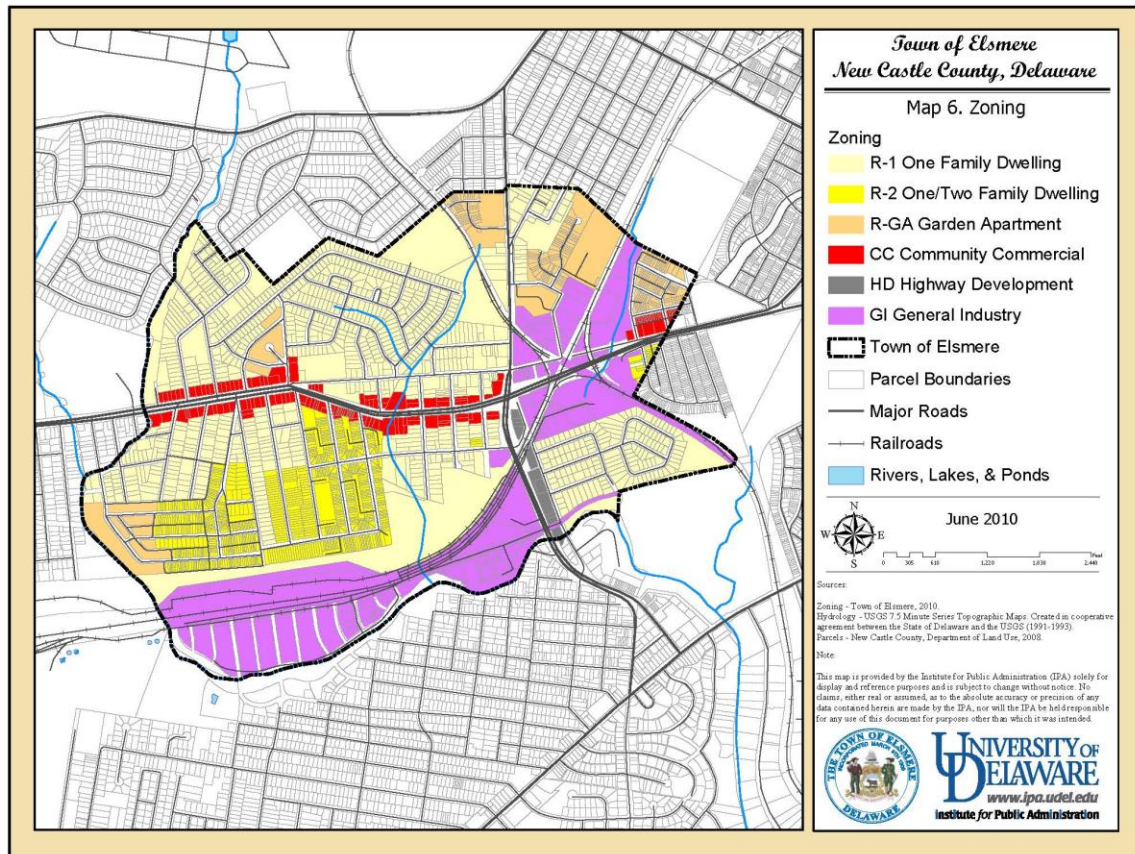 Town of Elsmere
New Castle County, Delaware
Map 6. Zoning
Zoning
R-1 One Family Dwelling
R-2 One/Two Family Dwelling
R-GA Garden Apartment
CC Community Commercial
HD Highway Development
GI General Industry
Town of Elsmere
Parcel Boundaries
Major Roads
Railroads
Rivers, Lakes, & Ponds
N
W E
S
June 2010
Feet
0 305 610 1,220 1,830 2,440
Sources:
Zoning - Town of Elsmere, 2010.
Hydrology - USGS 7.5 Minute Series Topographic Maps. Created in cooperative
agreement between the State of Delaware and the USGS (1991-1993).
Parcels - New Castle County, Department of Land Use, 2008.
Note:
This map is provided by the Institute for Public Administration (IPA) solely for
display and reference purposes and is subject to change without notice. No
claims, either real or assumed, as to the absolute accuracy or precision of any
data contained herein are made by the IPA, nor will the IPA be held responsible
for any use of this document for purposes other than which it was intended.
THE TOWN OF ELSMERE
DELAWARE
UNIVERSITY OF
DELAWARE
www.ipa.udel.edu
Institute for Public Administration